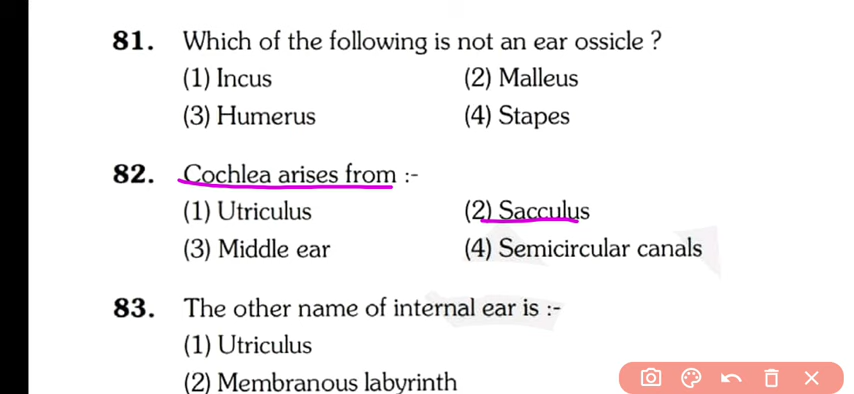 81. Which of the following is not an ear ossicle ?
(1) Incus (2) Malleus
(3) Humerus (4) Stapes
82. Cochlea arises from :-
(1) Utriculus (2) Sacculus
(3) Middle ear (4) Semicircular canals
83. The other name of internal ear is :-
(1) Utriculus
(2) Membranous labyrinth